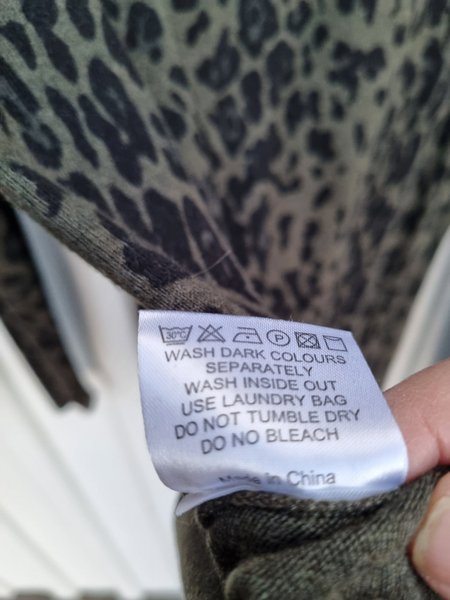 30°C P
WASH DARK COLOURS
SEPARATELY
WASH INSIDE OUT
USE LAUNDRY BAG
DO NOT TUMBLE DRY
DO NO BLEACH
Made in China